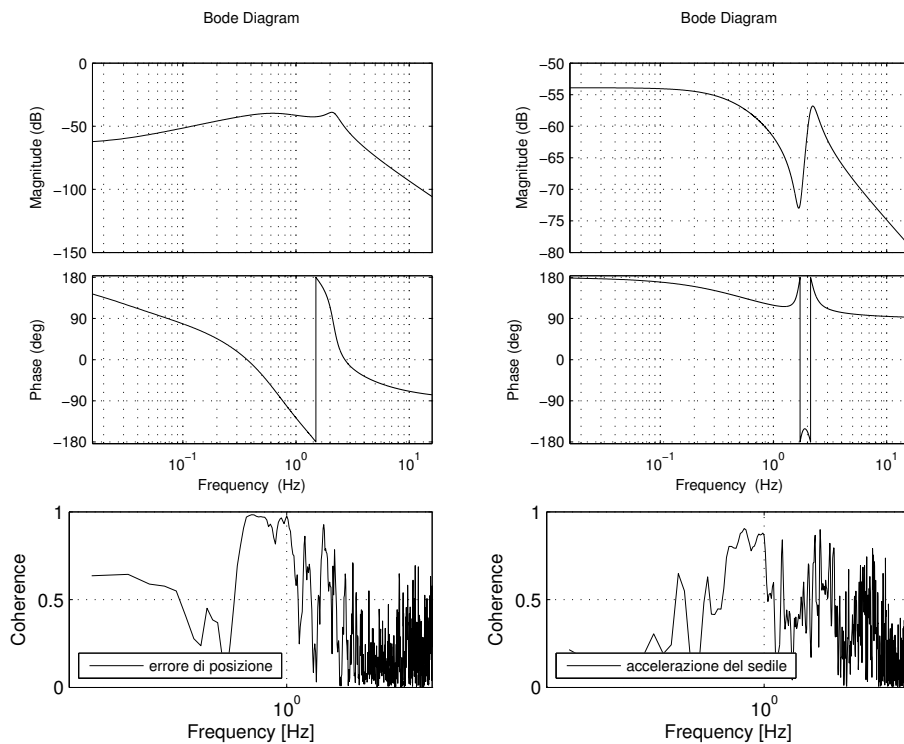 Bode Diagram
0
−50
−100
−150
Magnitude (dB)
180
90
0
−90
−180
Phase (deg)
10^−1
10^0
10^1
Frequency (Hz)
1
0.5
0
Coherence
errore di posizione
10^0
Frequency [Hz]
Bode Diagram
−50
−55
−60
−65
−70
−75
−80
Magnitude (dB)
180
90
0
−90
−180
Phase (deg)
10^−1
10^0
10^1
Frequency (Hz)
1
0.5
0
Coherence
accelerazione del sedile
10^0
Frequency [Hz]